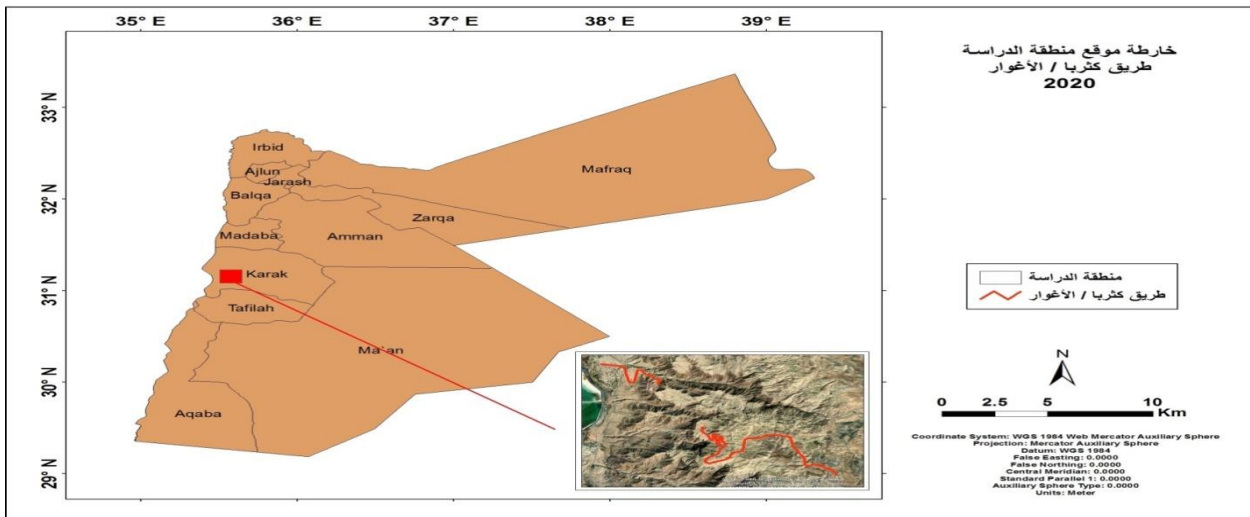 35° E 36° E 37° E 38° E 39° E
خارطة موقع منطقة الدراسة
طريق كثربا / الأغوار
2020
33° N
32° N
31° N
30° N
29° N
Irbid
Ajlun
Jarash
Balqa
Mafraq
Zarqa
Madaba
Amman
Karak
Tafilah
Ma`an
Aqaba
منطقة الدراسة
طريق كثربا / الأغوار
N
0 2.5 5 10
Km
Coordinate System: WGS 1984 Web Mercator Auxiliary Sphere
Projection: Mercator Auxiliary Sphere
Datum: WGS 1984
False Easting: 0.0000
False Northing: 0.0000
Central Meridian: 0.0000
Standard Parallel 1: 0.0000
Auxiliary Sphere Type: 0.0000
Units: Meter